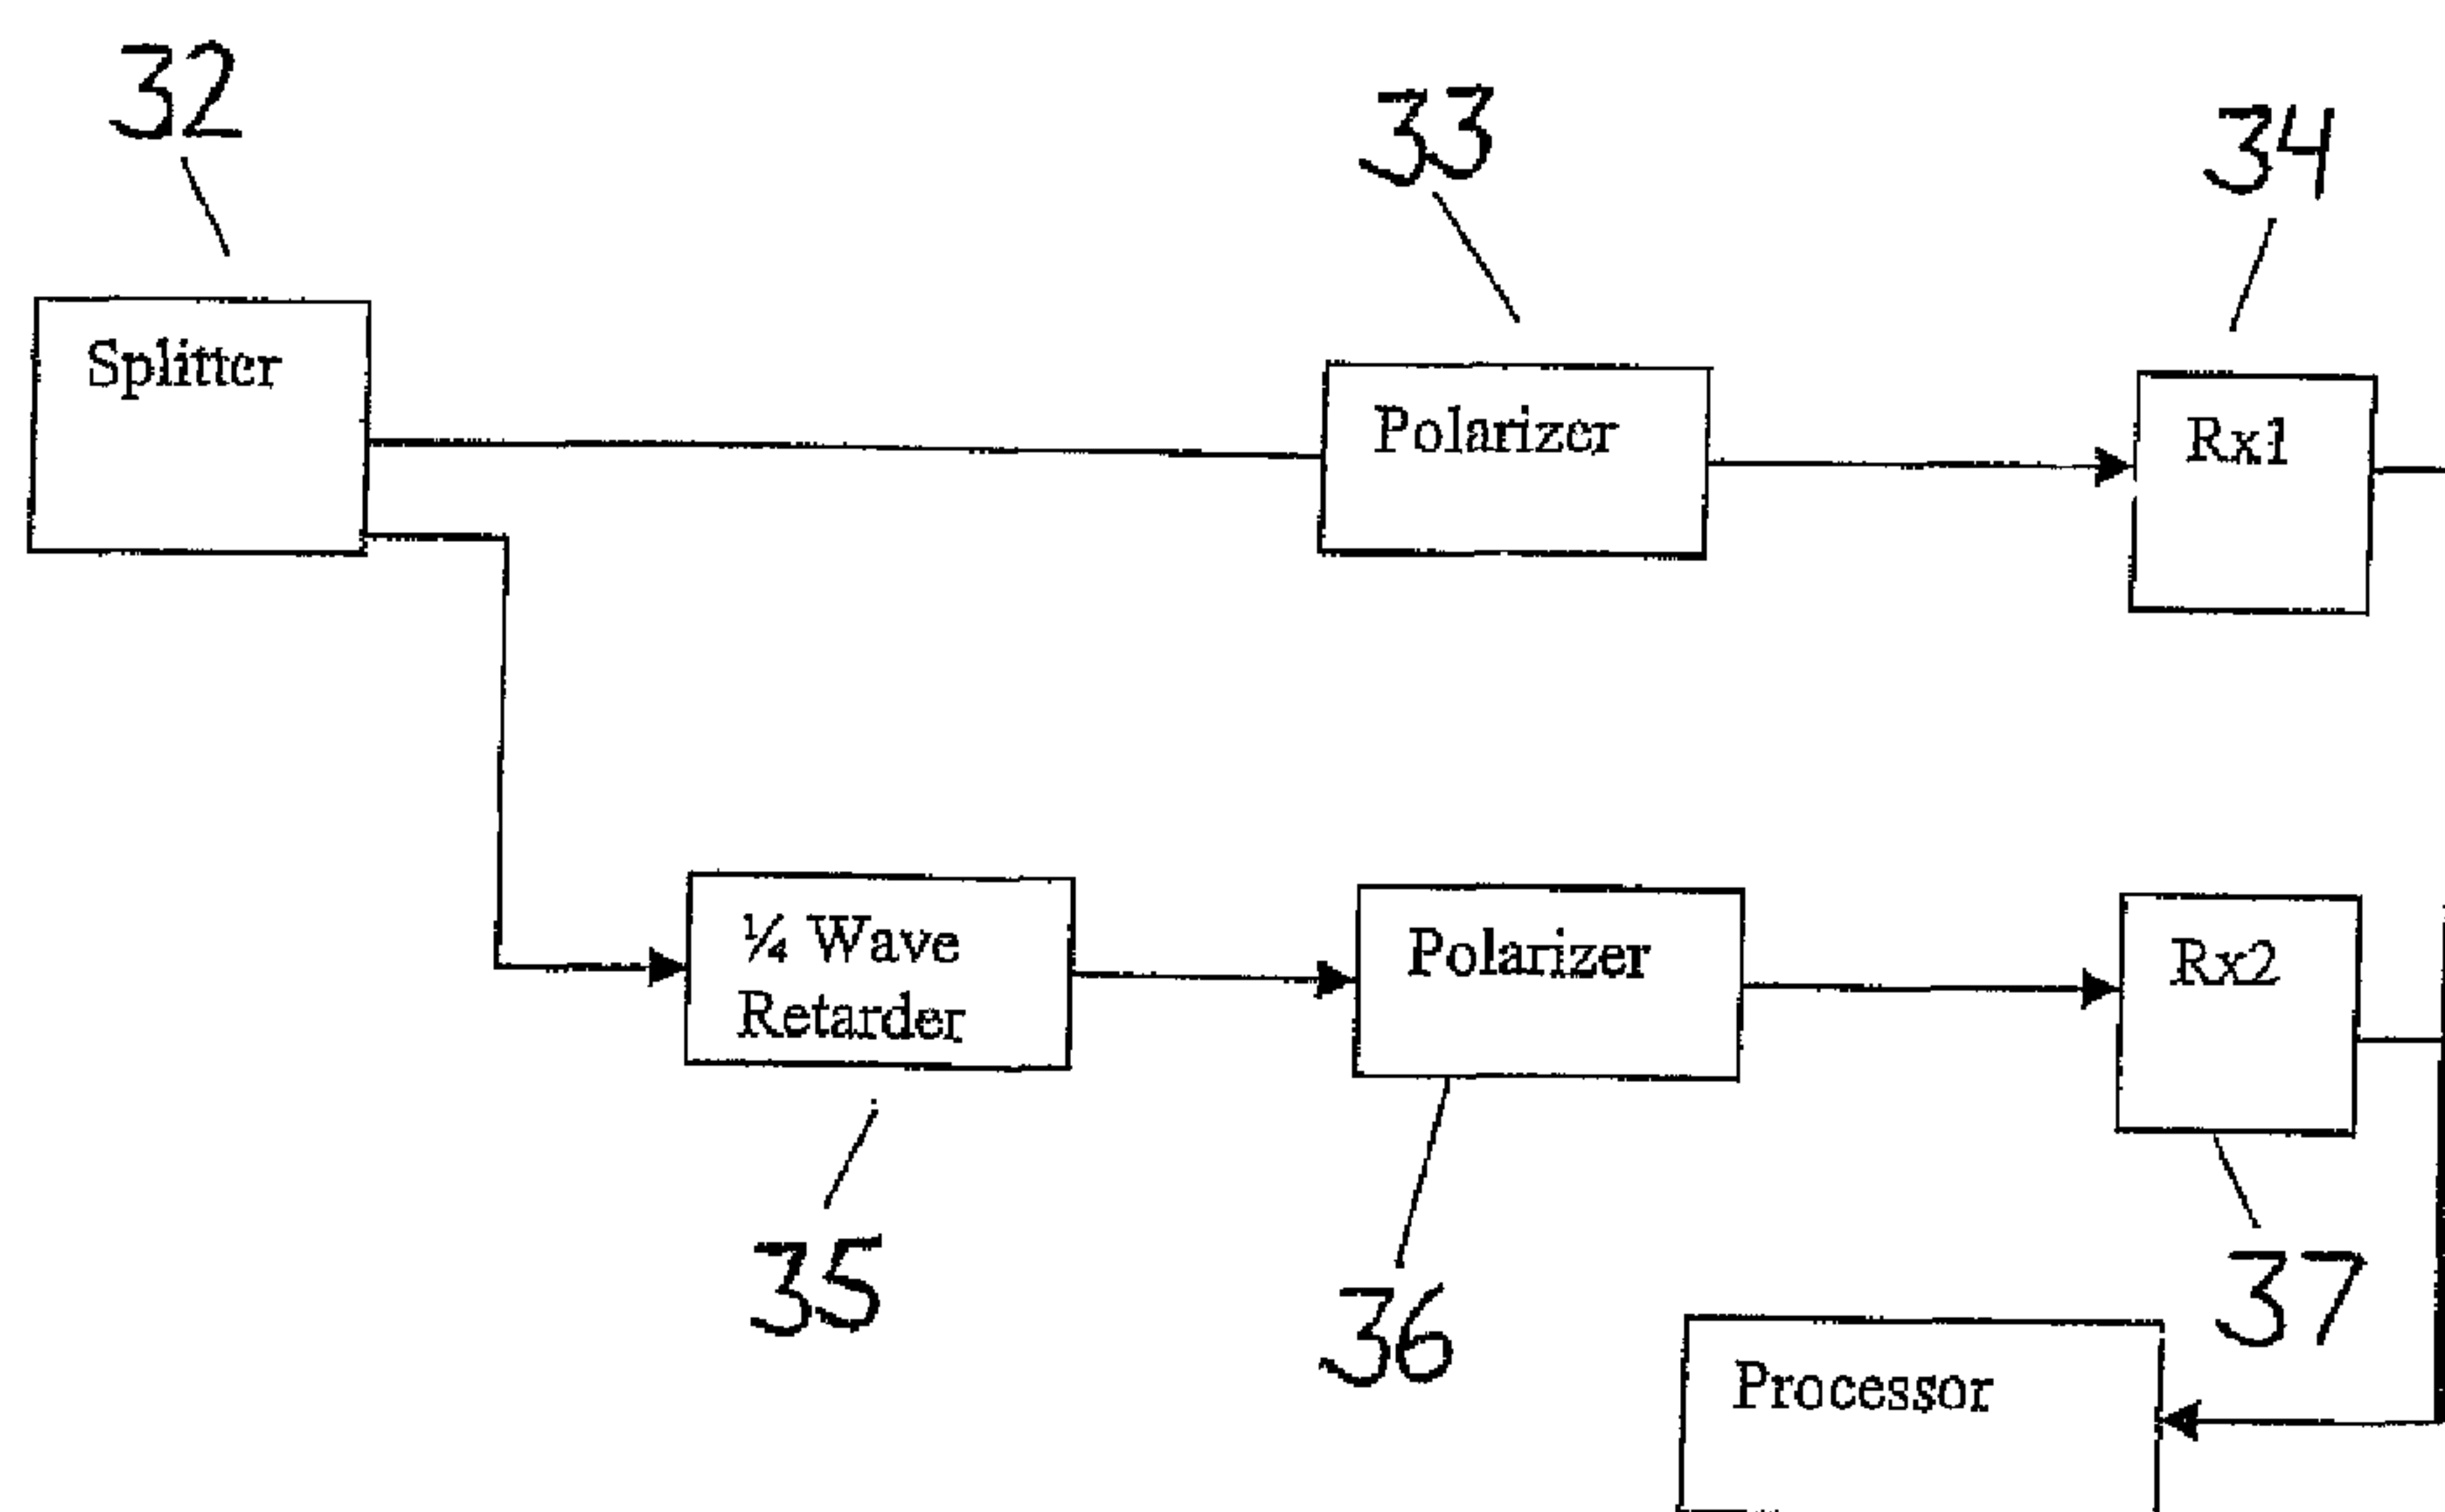 32
33
34
Splitter
Polarizer
Rx1
¼ Wave
Retarder
Polarizer
Rx2
35
36
37
Processor